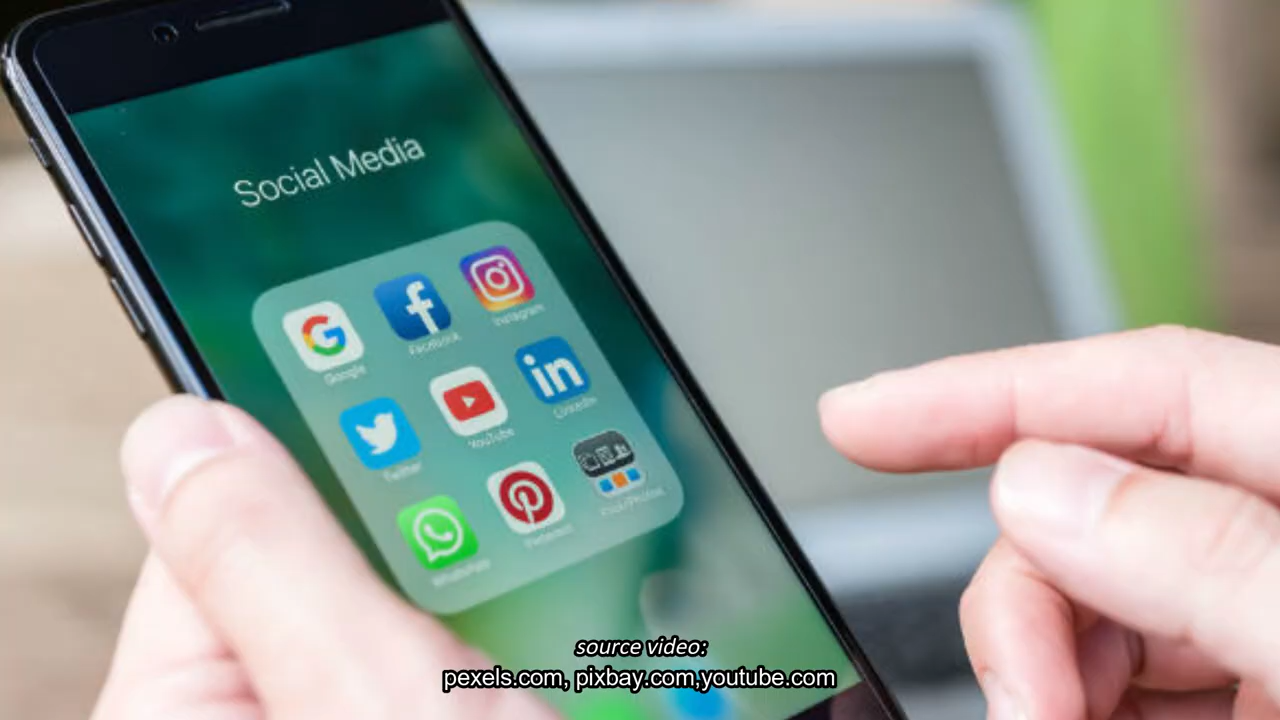 Social Media
Google
Facebook
Instagram
Twitter
YouTube
LinkedIn
WhatsApp
Pinterest
source video:
pexels.com, pixbay.com,youtube.com